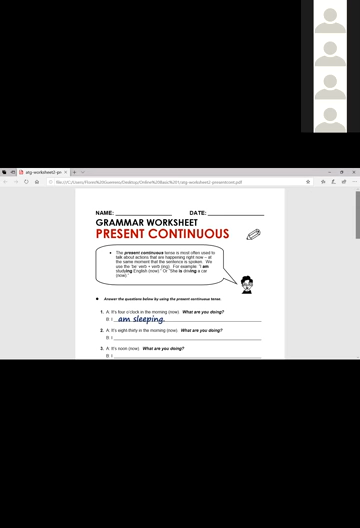 atg-worksheet2-pr
NAME: DATE:
GRAMMAR WORKSHEET
PRESENT CONTINUOUS
• The present continuous tense is most often used to
talk about actions that are happening right now – at
the same moment that the sentence is spoken. We
use the 'be' verb + verb (ing). For example: "I am
studying English (now)." Or "She is driving a car
(now)."
Answer the questions below by using the present continuous tense.
1. A: It's four o'clock in the morning (now). What are you doing?
B: I am sleeping.
2. A: It's eight-thirty in the morning (now). What are you doing?
B: I
3. A: It's noon (now). What are you doing?
B: I